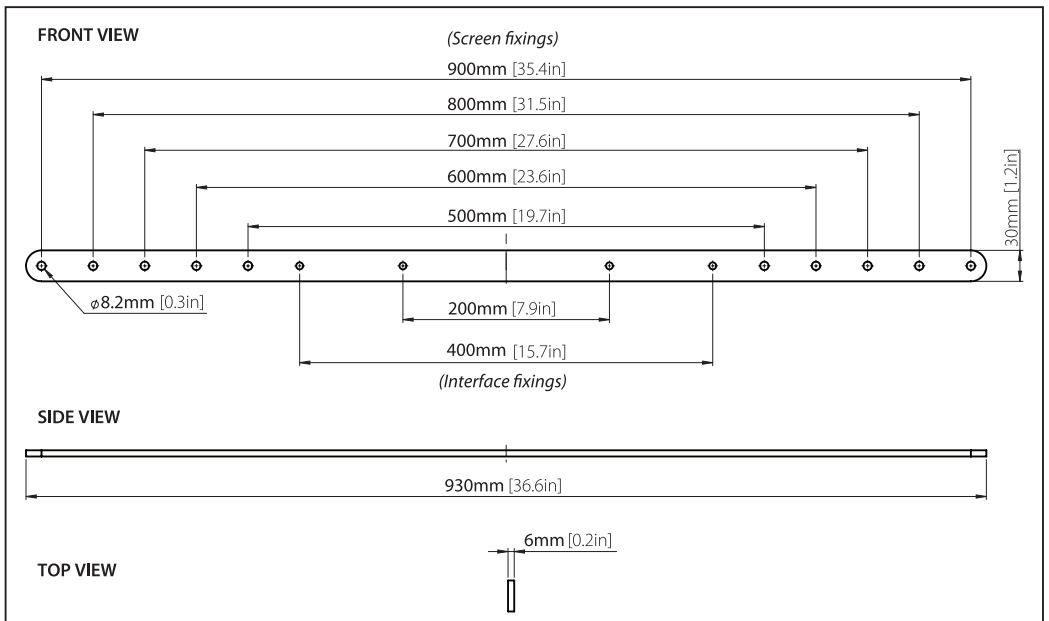 FRONT VIEW
(Screen fixings)
900mm [35.4in]
800mm [31.5in]
700mm [27.6in]
600mm [23.6in]
500mm [19.7in]
30mm [1.2in]
ø8.2mm [0.3in]
200mm [7.9in]
400mm [15.7in]
(Interface fixings)
SIDE VIEW
930mm [36.6in]
6mm [0.2in]
TOP VIEW